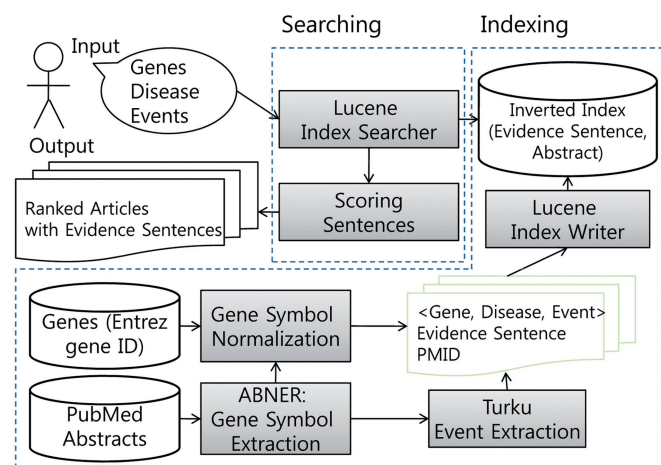 Searching
Indexing
Input
Genes
Disease
Events
Output
Lucene
Index Searcher
Inverted Index
(Evidence Sentence,
Abstract)
Ranked Articles
with Evidence Sentences
Scoring
Sentences
Lucene
Index Writer
Genes (Entrez
gene ID)
Gene Symbol
Normalization
<Gene, Disease, Event>
Evidence Sentence
PMID
PubMed
Abstracts
ABNER:
Gene Symbol
Extraction
Turku
Event Extraction